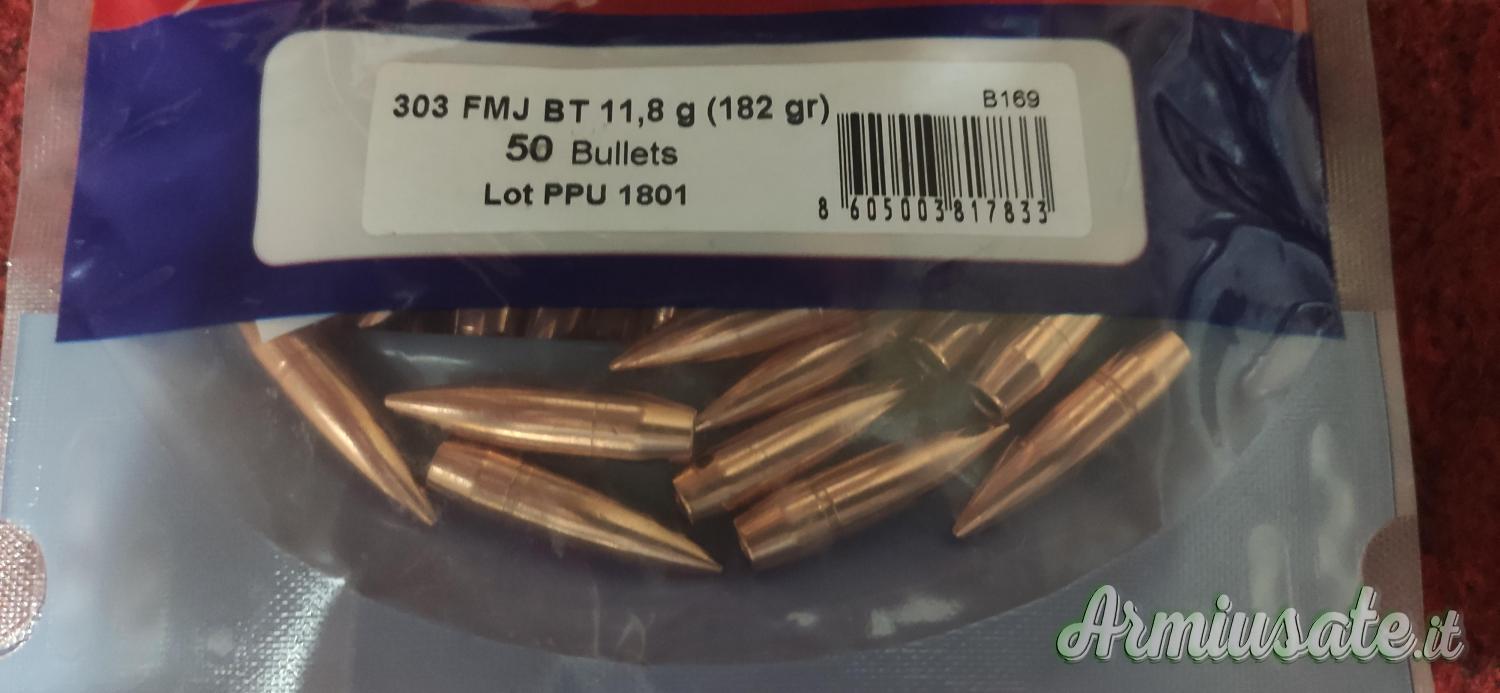 303 FMJ BT 11,8 g (182 gr)
50 Bullets
Lot PPU 1801
B169
8 605003 817833
Armiusate.it